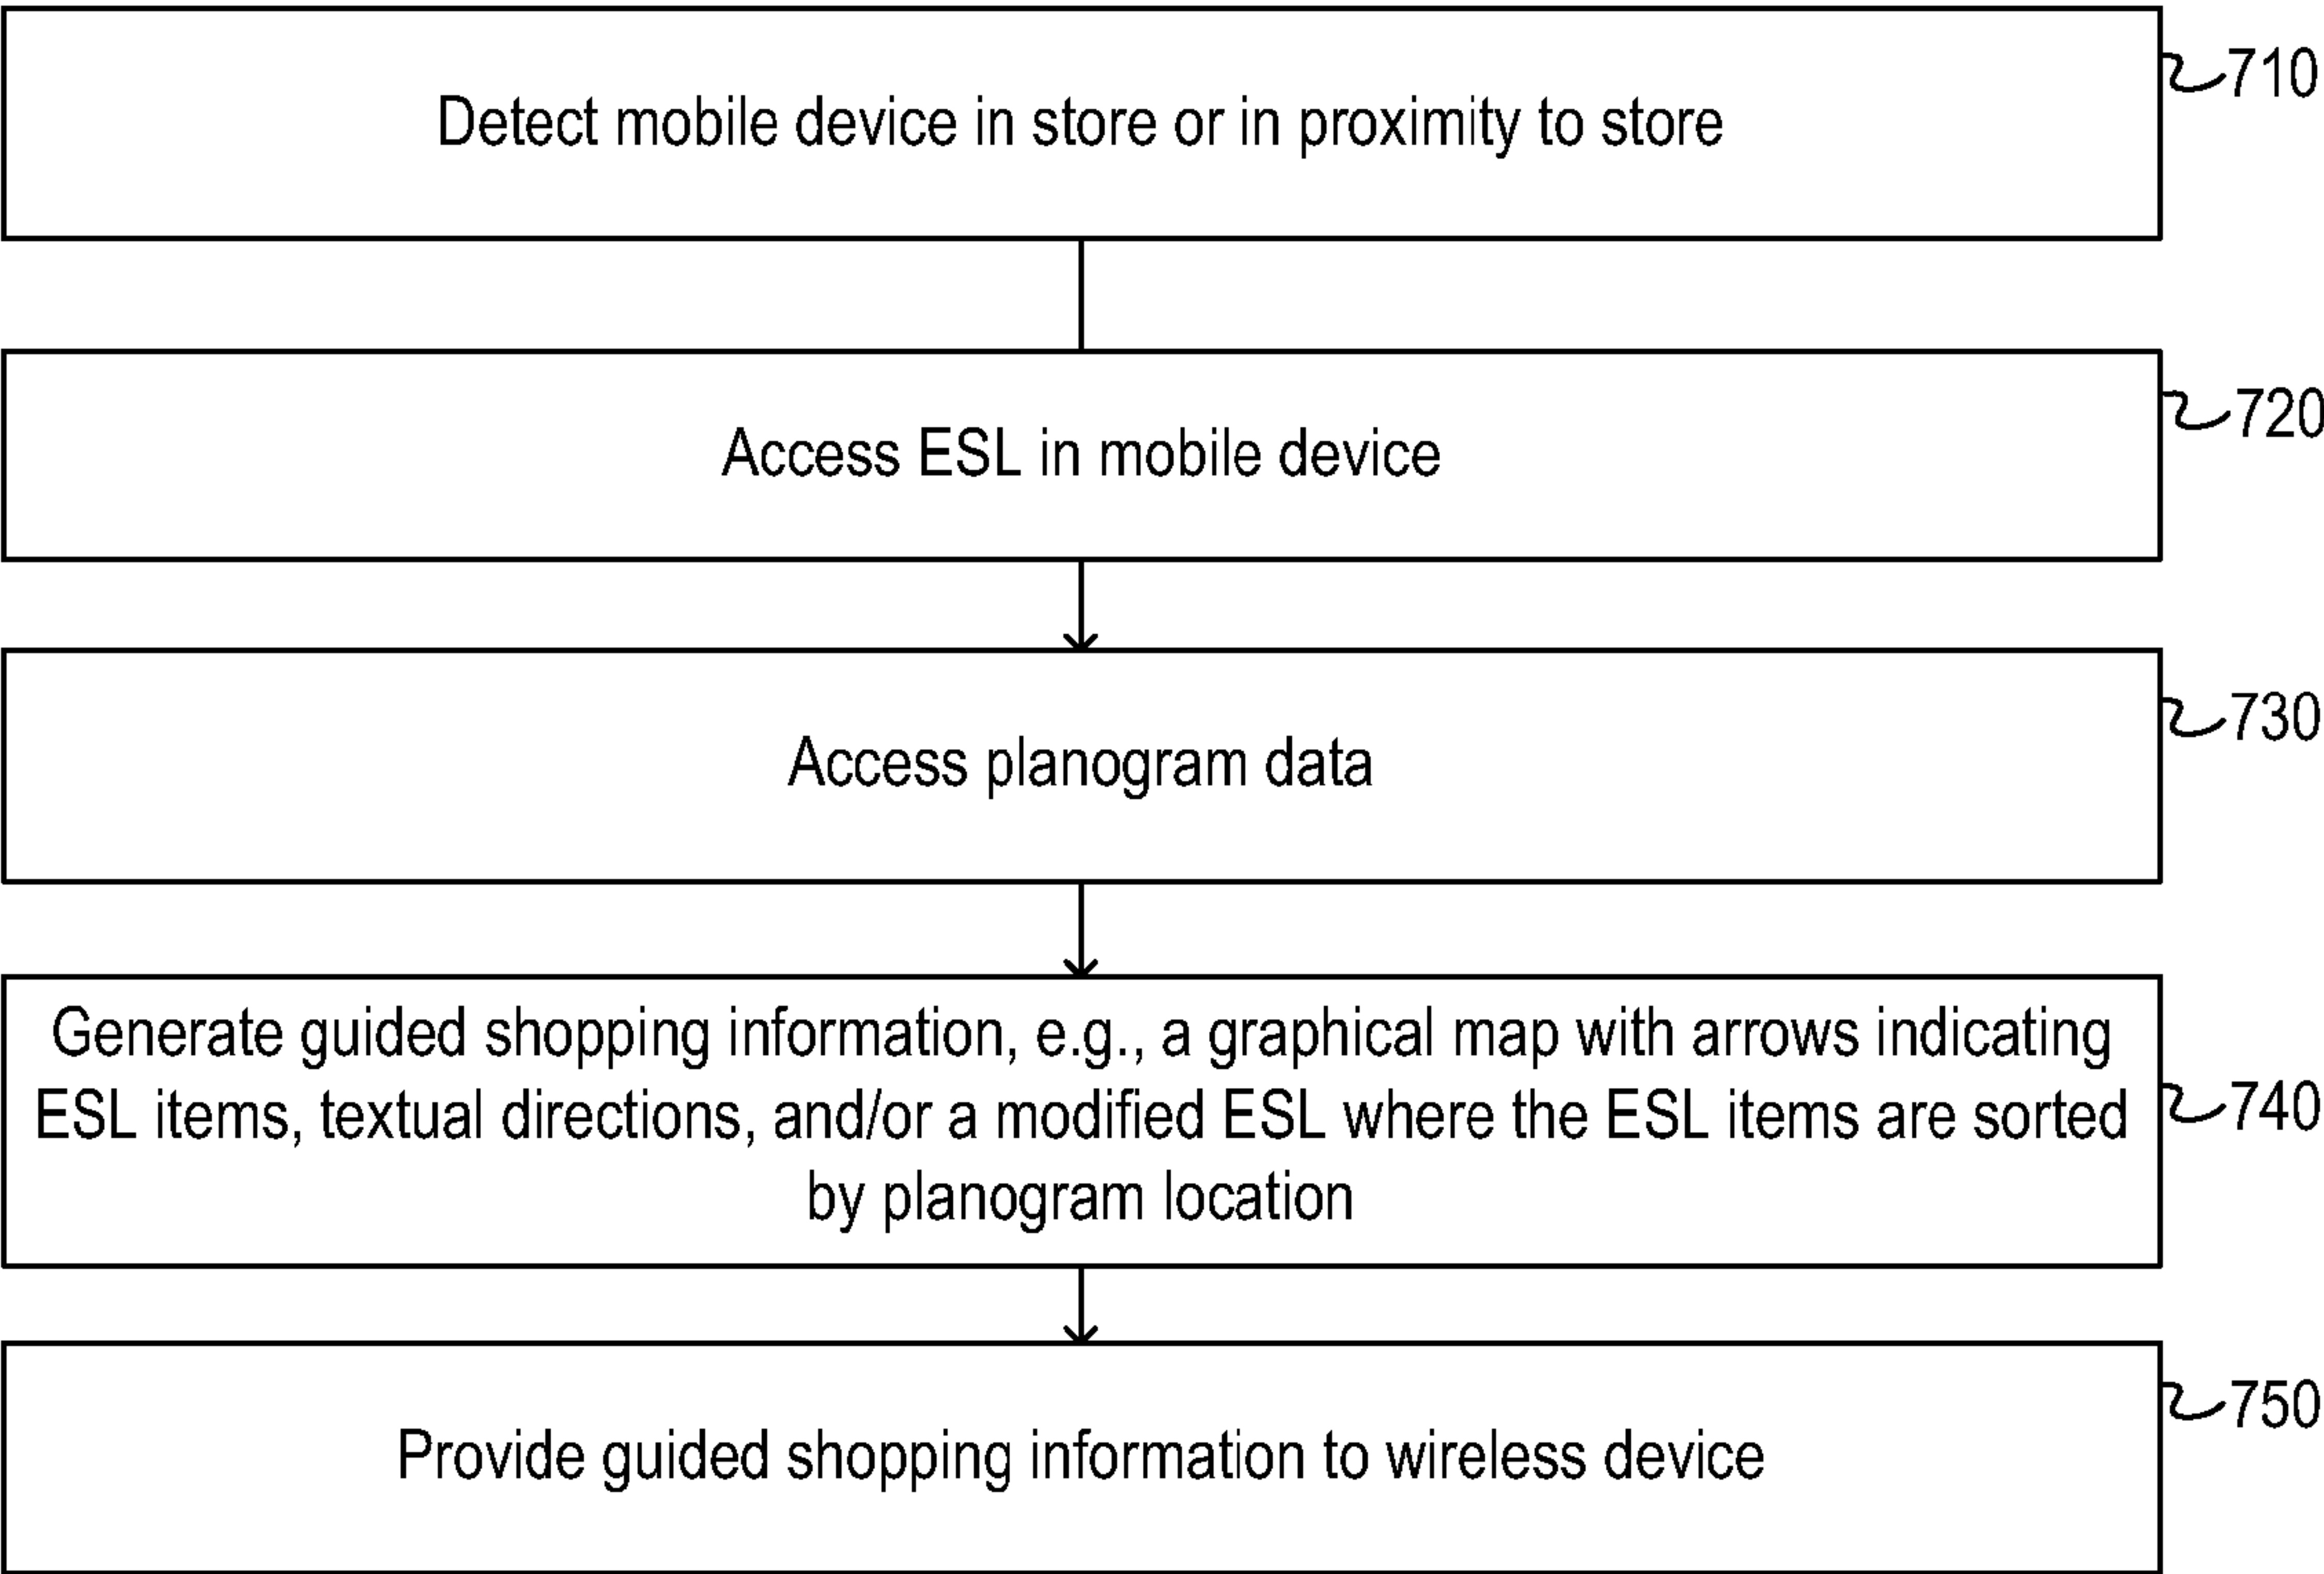 Detect mobile device in store or in proximity to store
710
Access ESL in mobile device
720
Access planogram data
730
Generate guided shopping information, e.g., a graphical map with arrows indicating
ESL items, textual directions, and/or a modified ESL where the ESL items are sorted
by planogram location
740
Provide guided shopping information to wireless device
750